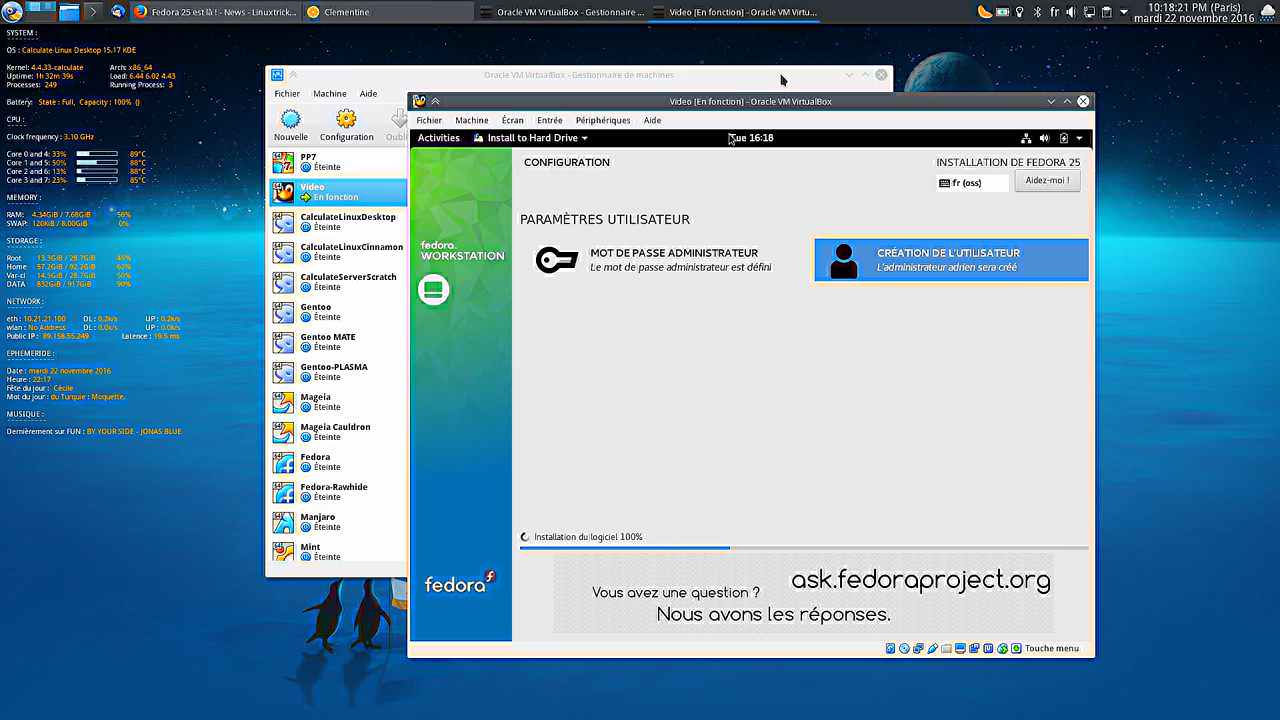 Fedora 25 est là ! - News - Linuxtrick...
Clementine
Oracle VM VirtualBox - Gestionnaire ...
Video [En fonction] - Oracle VM Virtu...
fr
10:18:21 PM (Paris)
mardi 22 novembre 2016
SYSTEM :
OS : Calculate Linux Desktop 15.17 KDE
Kernel: 4.4.33-calculate Arch: x86_64
Uptime: 1h 32m 39s Load: 6.44 6.02 4.43
Processes: 249 Running Process: 3
Battery: State : Full, Capacity : 100% ()
CPU :
Clock frequency : 3.10 GHz
Core 0 and 4: 33% 89°C
Core 1 and 5: 50% 88°C
Core 2 and 6: 13% 88°C
Core 3 and 7: 23% 85°C
MEMORY :
RAM: 4.34GiB / 7.68GiB 56%
SWAP: 120KiB / 8.00GiB 0%
STORAGE :
Root 13.3GiB / 28.7GiB 46%
Home 57.2GiB / 92.2GiB 62%
Var-cl 14.5GiB / 28.7GiB 50%
DATA 832GiB / 917GiB 90%
NETWORK :
eth : 10.21.21.100 DL : 0.2k/s UP : 0.2k/s
wlan : No Address DL : 0.0k/s UP : 0.0k/s
Public IP : 89.158.55.249 Latence : 19.5 ms
EPHEMERIDE :
Date : mardi 22 novembre 2016
Heure : 22:17
Fête du jour : Cécile
Mot du jour : du Turquie : Moquette.
MUSIQUE :
Dernièrement sur FUN : BY YOUR SIDE - JONAS BLUE
Oracle VM VirtualBox - Gestionnaire de machines
Fichier Machine Aide
Nouvelle Configuration Oubl
PP7
Éteinte
Video
En fonction
CalculateLinuxDesktop
Éteinte
CalculateLinuxCinnamon
Éteinte
CalculateServerScratch
Éteinte
Gentoo
Éteinte
Gentoo MATE
Éteinte
Gentoo-PLASMA
Éteinte
Mageia
Éteinte
Mageia Cauldron
Éteinte
Fedora
Éteinte
Fedora-Rawhide
Éteinte
Manjaro
Éteinte
Mint
Éteinte
Video [En fonction] - Oracle VM VirtualBox
Fichier Machine Écran Entrée Périphériques Aide
Activities Install to Hard Drive Tue 16:18
fedora
WORKSTATION
fedora
CONFIGURATION
INSTALLATION DE FEDORA 25
fr (oss)
Aidez-moi !
PARAMÈTRES UTILISATEUR
MOT DE PASSE ADMINISTRATEUR
Le mot de passe administrateur est défini
CRÉATION DE L'UTILISATEUR
L'administrateur adrien sera créé
Installation du logiciel 100%
Vous avez une question ? ask.fedoraproject.org
Nous avons les réponses.
Touche menu